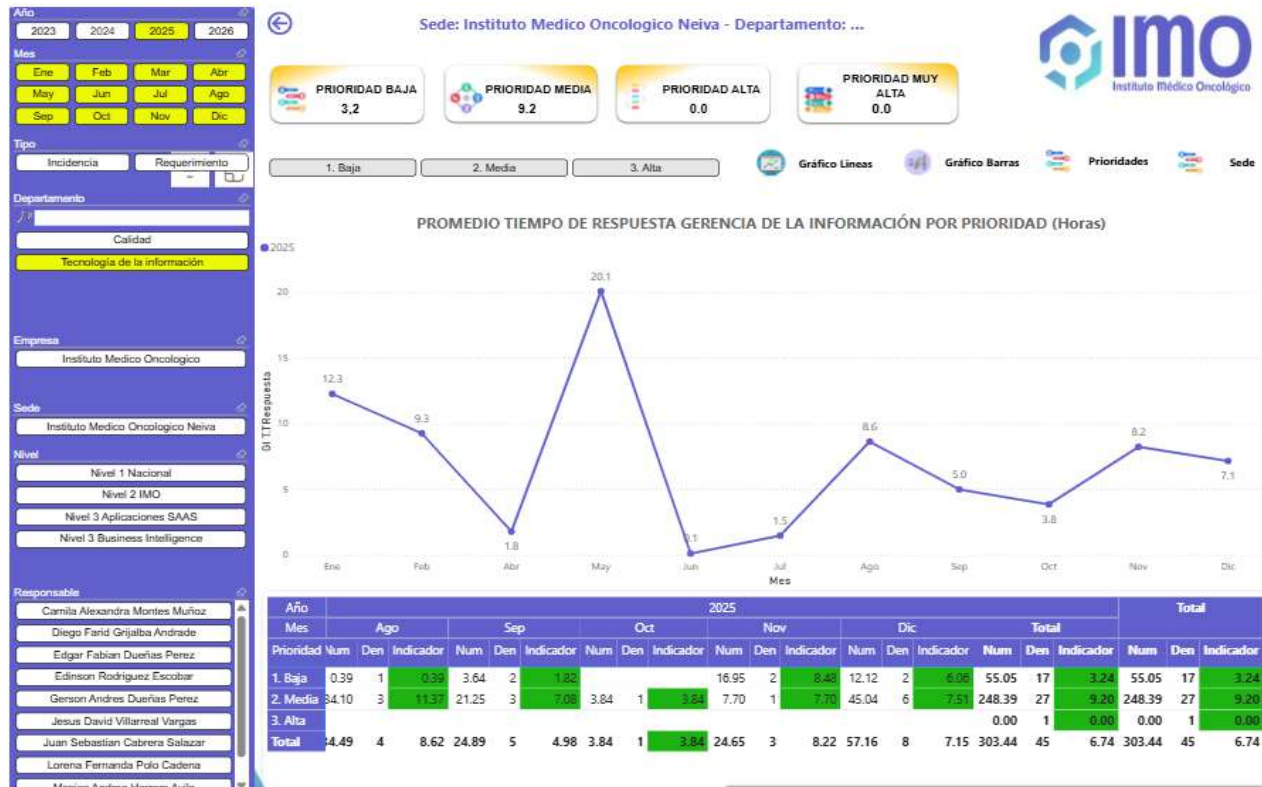 Año
2023 2024 2025 2026
Mes
Ene Feb Mar Abr
May Jun Jul Ago
Sep Oct Nov Dic
Tipo
Incidencia Requerimiento
Departamento
Calidad
Tecnología de la información
Empresa
Instituto Medico Oncologico
Sede
Instituto Medico Oncologico Neiva
Nivel
Nivel 1 Nacional
Nivel 2 IMO
Nivel 3 Aplicaciones SAAS
Nivel 3 Business Intelligence
Responsable
Camila Alexandra Montes Muñoz
Diego Farid Grijalba Andrade
Edgar Fabian Dueñas Perez
Edinson Rodriguez Escobar
Gerson Andres Dueñas Perez
Jesus David Villarreal Vargas
Juan Sebastian Cabrera Salazar
Lorena Fernanda Polo Cadena
Sede: Instituto Medico Oncologico Neiva - Departamento: ...
IMO
Instituto Médico Oncológico
PRIORIDAD BAJA
3,2
PRIORIDAD MEDIA
9.2
PRIORIDAD ALTA
0.0
PRIORIDAD MUY
ALTA
0.0
1. Baja 2. Media 3. Alta
Gráfico Lineas Gráfico Barras Prioridades Sede
PROMEDIO TIEMPO DE RESPUESTA GERENCIA DE LA INFORMACIÓN POR PRIORIDAD (Horas)
2025
GI T.TRespuesta
20
15
10
5
0
12.3
9.3
1.8
20.1
0.1
1.5
8.6
5.0
3.8
8.2
7.1
Ene Feb Abr May Jun Jul Ago Sep Oct Nov Dic
Mes
Año 2025 Total
Mes Ago Sep Oct Nov Dic Total
Prioridad Num Den Indicador Num Den Indicador Num Den Indicador Num Den Indicador Num Den Indicador Num Den Indicador Num Den Indicador
1. Baja 0.39 1 0.39 3.64 2 1.82 16.95 2 8.48 12.12 2 6.06 55.05 17 3.24 55.05 17 3.24
2. Media 34.10 3 11.37 21.25 3 7.08 3.84 1 3.84 7.70 1 7.70 45.04 6 7.51 248.39 27 9.20 248.39 27 9.20
3. Alta 0.00 1 0.00 0.00 1 0.00
Total 4.49 4 8.62 24.89 5 4.98 3.84 1 3.84 24.65 3 8.22 57.16 8 7.15 303.44 45 6.74 303.44 45 6.74